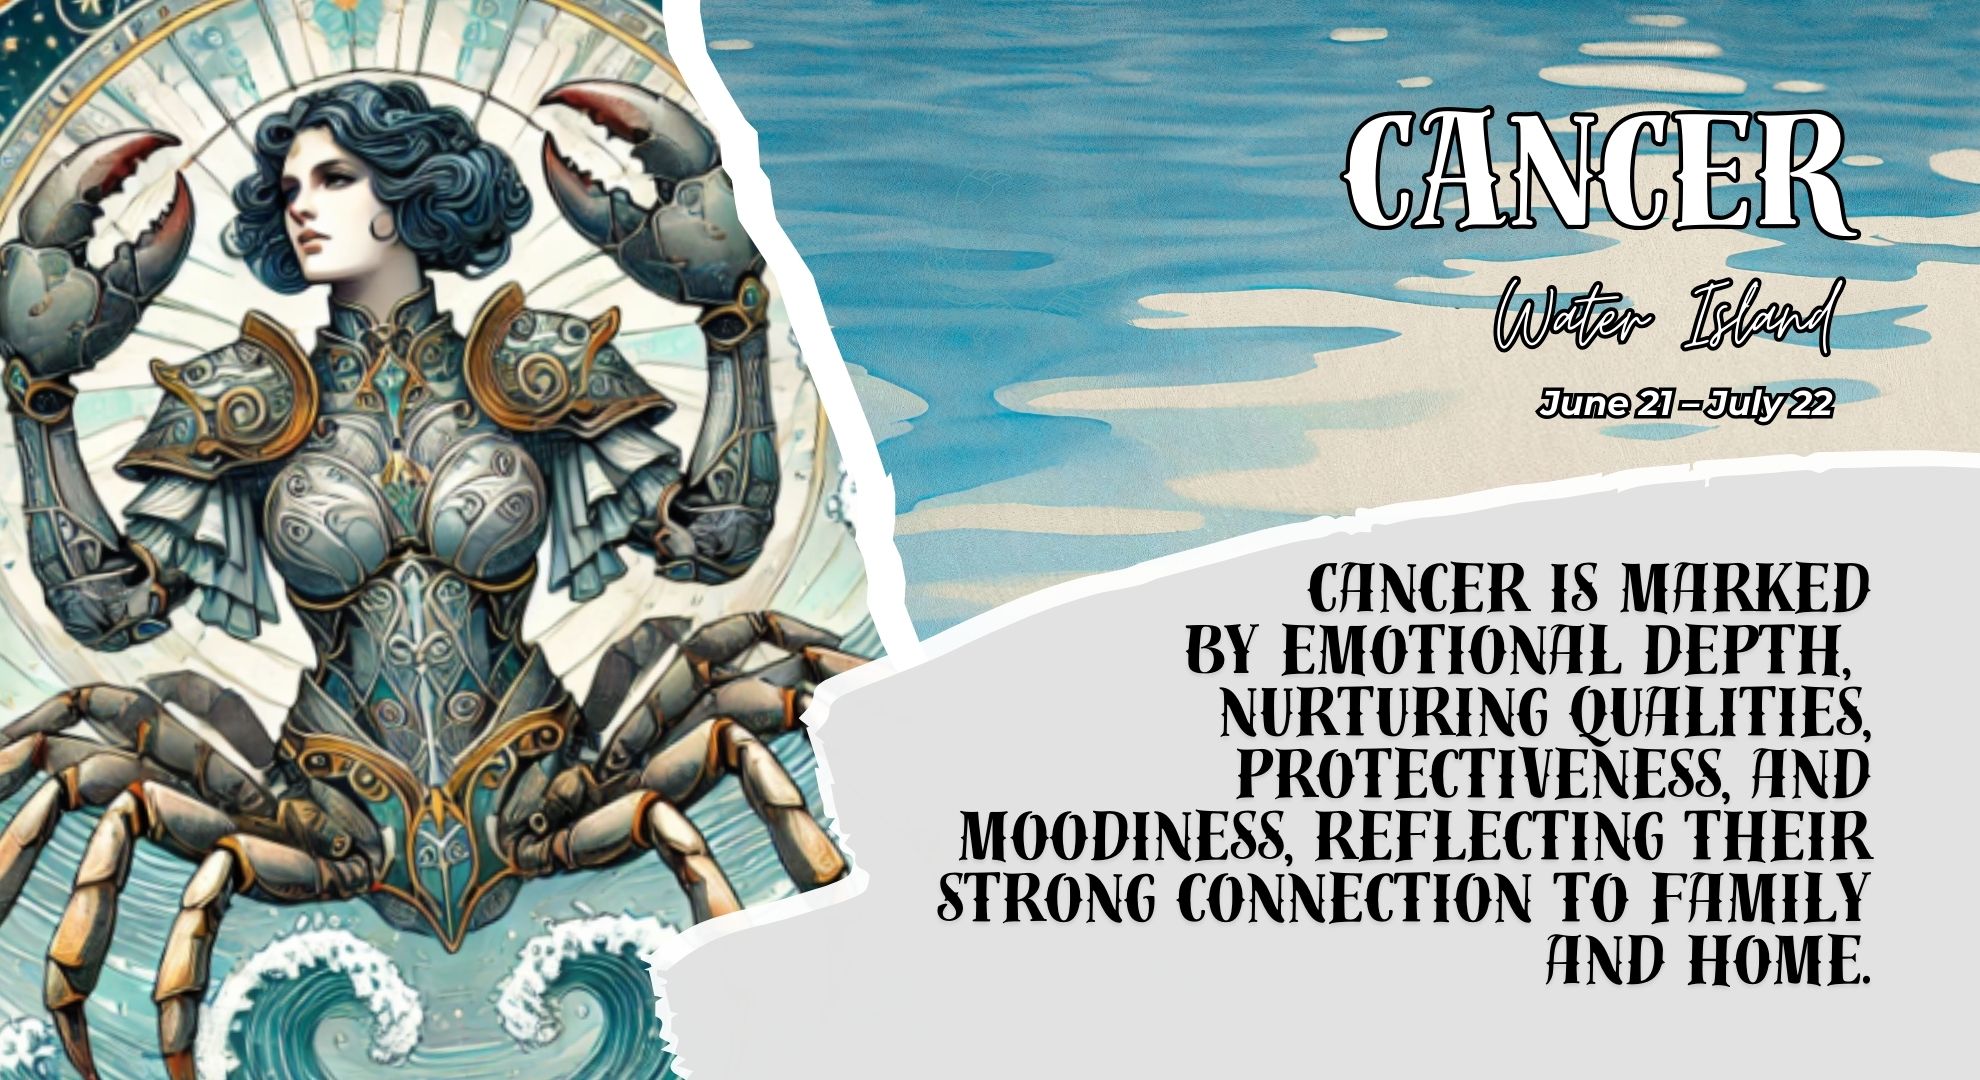 CANCER
Water Island
June 21 – July 22
CANCER IS MARKED
BY EMOTIONAL DEPTH,
NURTURING QUALITIES,
PROTECTIVENESS, AND
MOODINESS, REFLECTING THEIR
STRONG CONNECTION TO FAMILY
AND HOME.